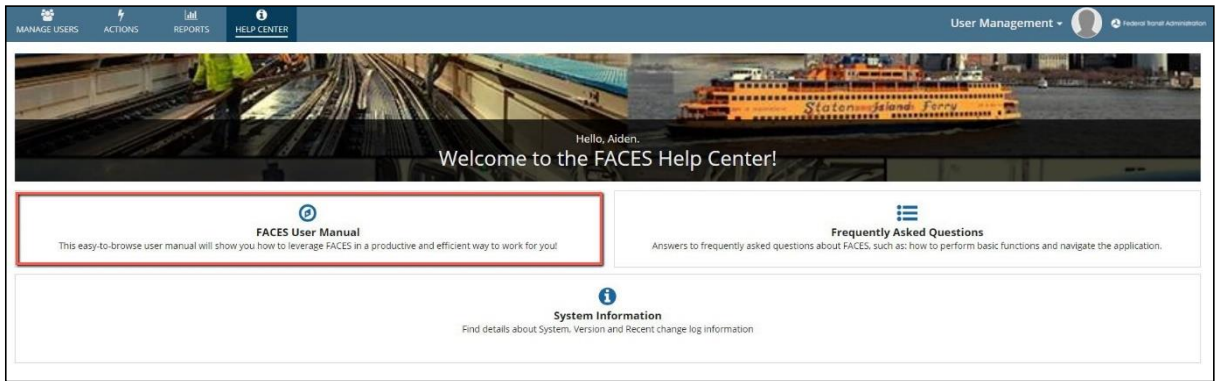 MANAGE USERS
ACTIONS
REPORTS
HELP CENTER
User Management
Federal Transit Administration
Staten Island Ferry
Hello, Aiden.
Welcome to the FACES Help Center!
FACES User Manual
This easy-to-browse user manual will show you how to leverage FACES in a productive and efficient way to work for you!
Frequently Asked Questions
Answers to frequently asked questions about FACES, such as: how to perform basic functions and navigate the application.
System Information
Find details about System, Version and Recent change log information